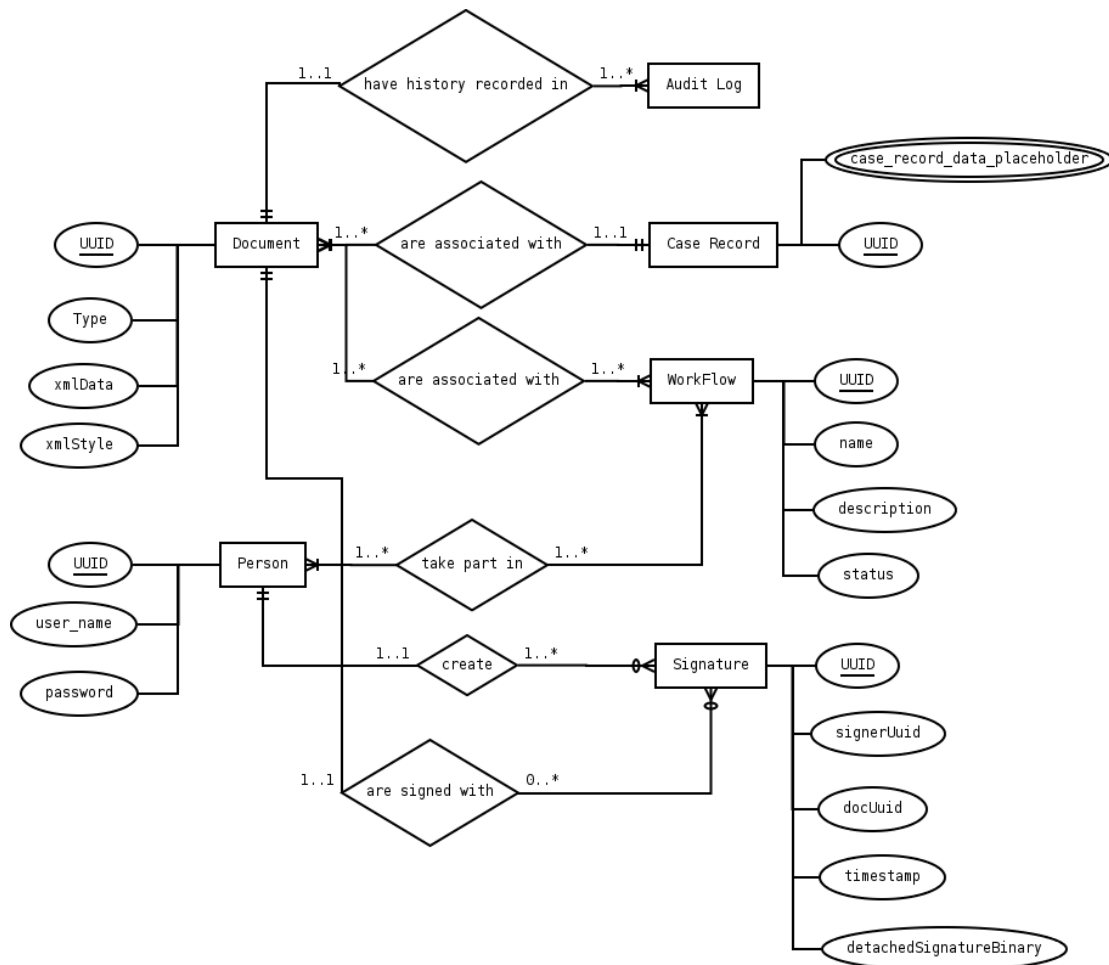 1..1
have history recorded in
1..*
Audit Log
case_record_data_placeholder
UUID
Document
1..*
are associated with
1..1
Case Record
UUID
Type
xmlData
xmlStyle
1..*
are associated with
1..*
WorkFlow
UUID
name
description
status
UUID
Person
1..*
take part in
1..*
user_name
password
1..1
create
1..*
Signature
UUID
signerUuid
docUuid
timestamp
detachedSignatureBinary
1..1
are signed with
0..*